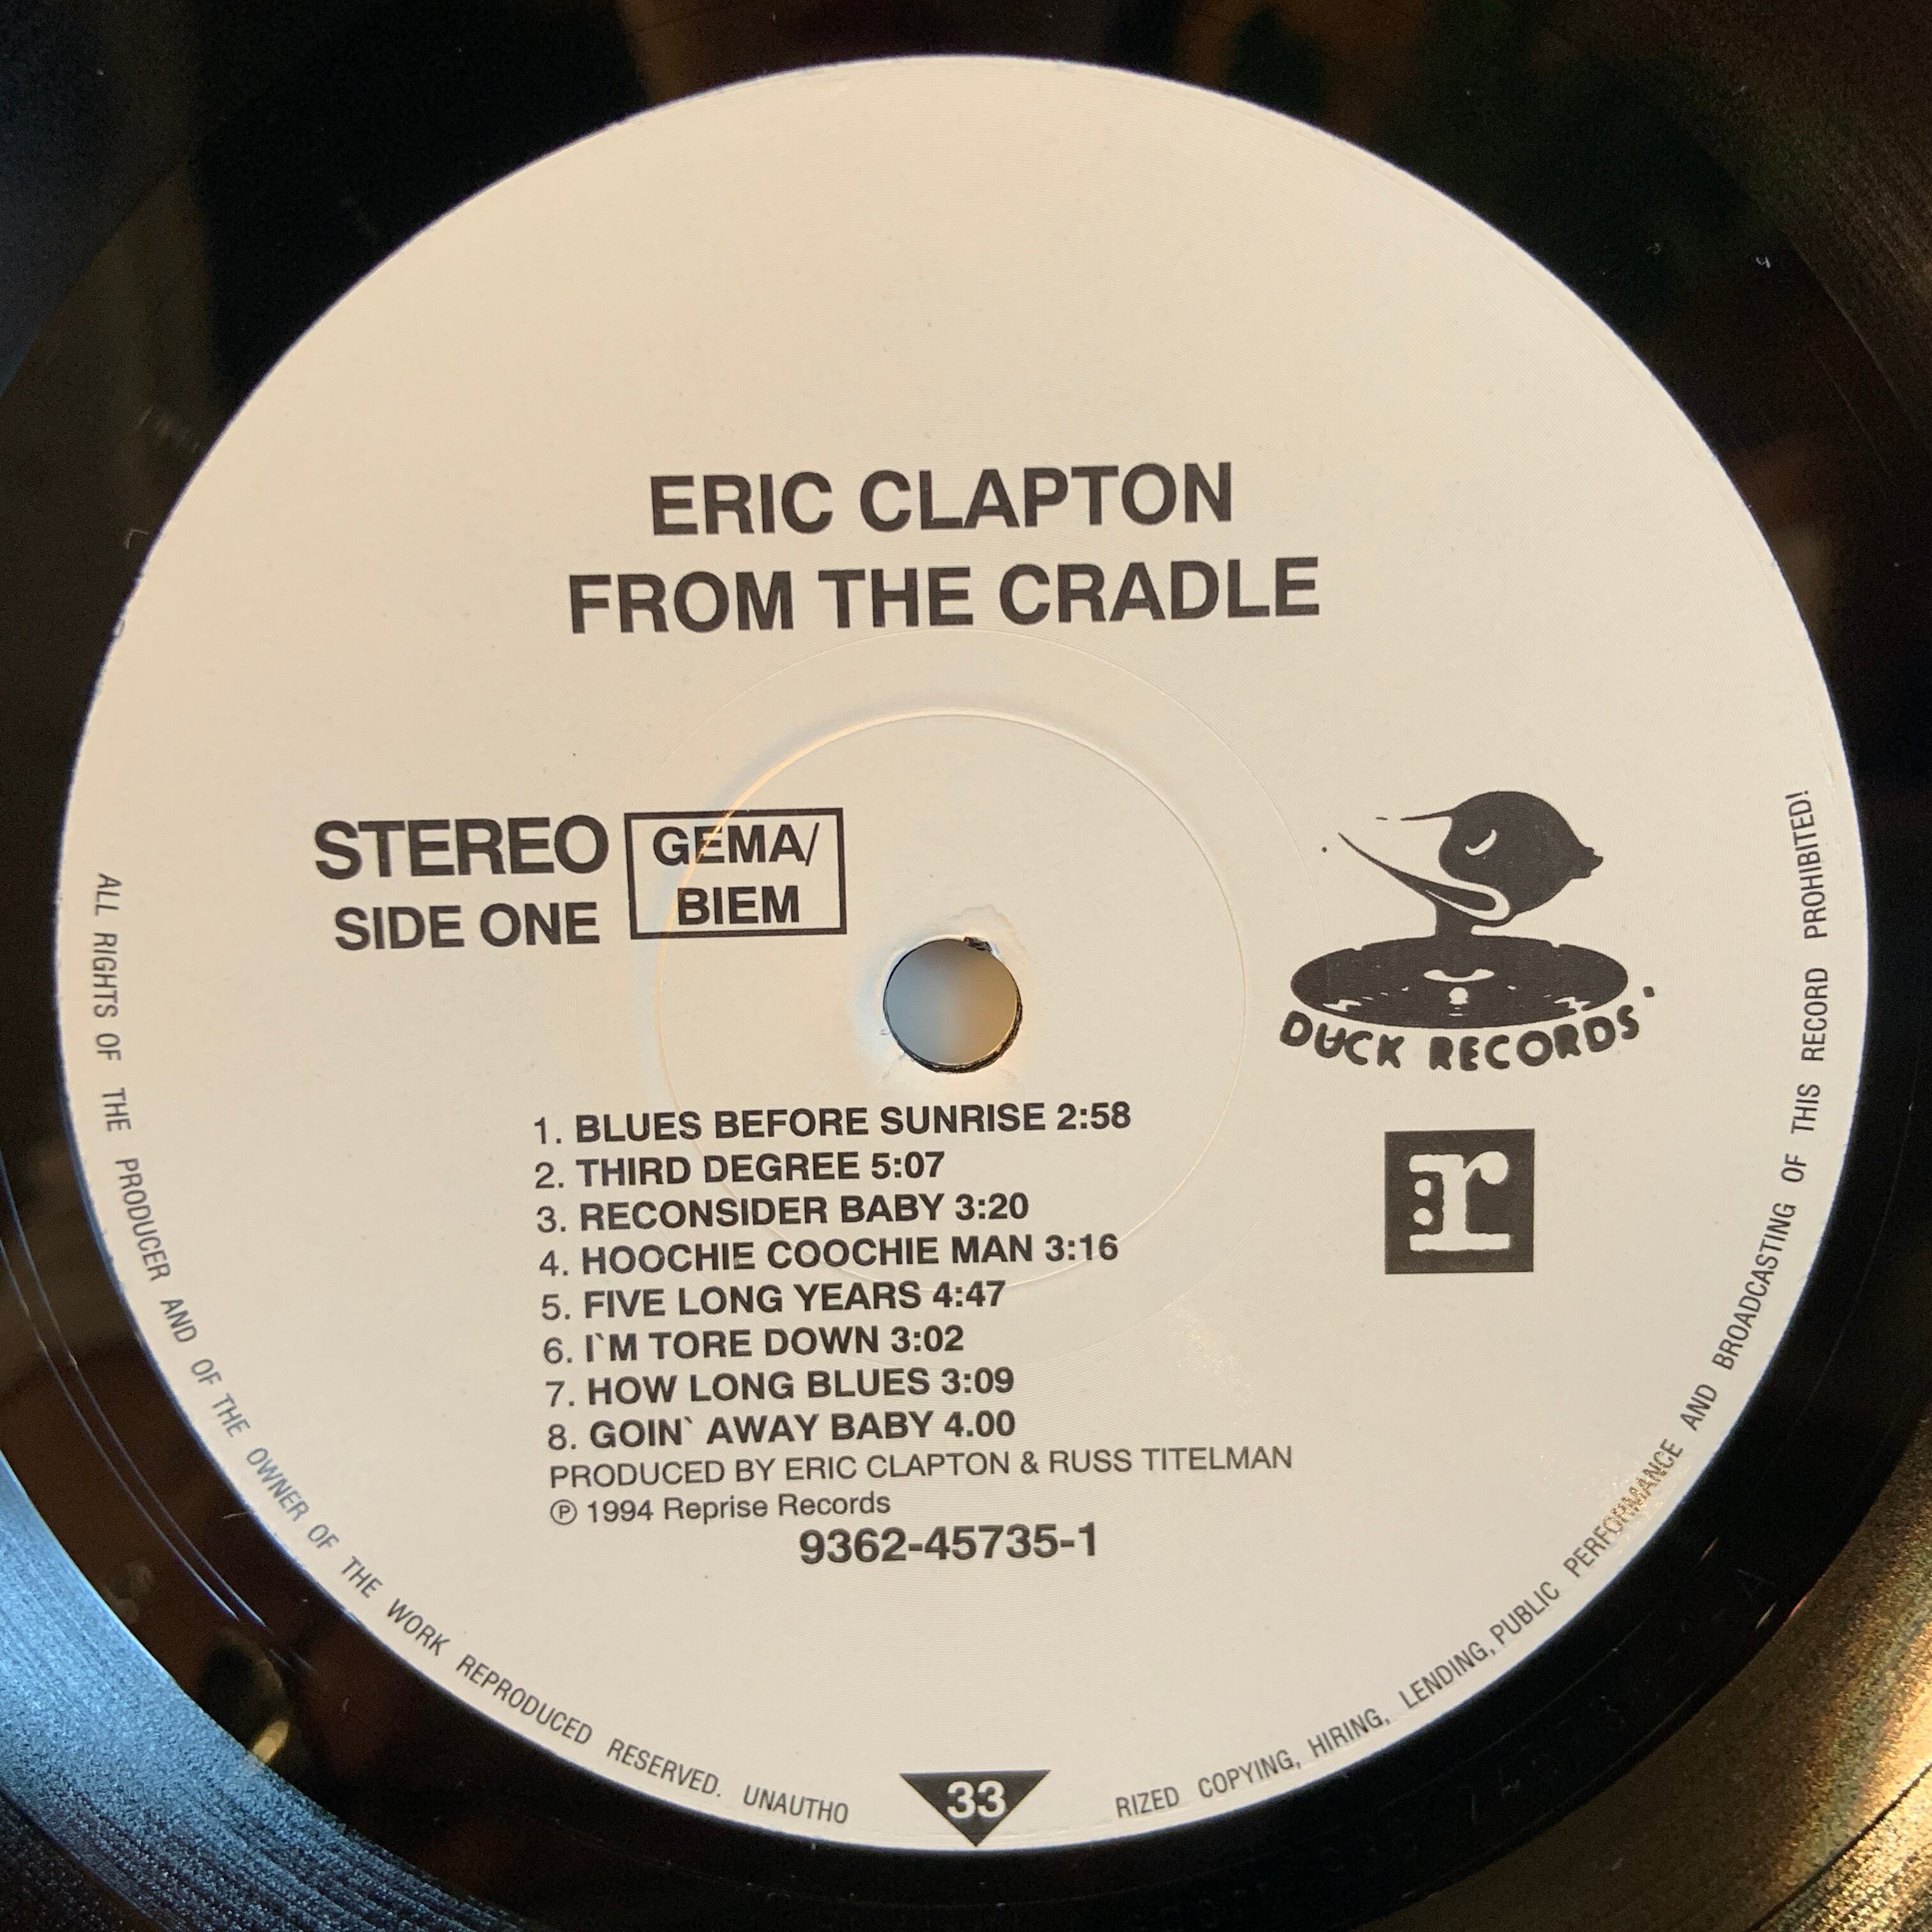 ERIC CLAPTON
FROM THE CRADLE
STEREO
SIDE ONE
GEMA/
BIEM
DUCK RECORDS
r:
1. BLUES BEFORE SUNRISE 2:58
2. THIRD DEGREE 5:07
3. RECONSIDER BABY 3:20
4. HOOCHIE COOCHIE MAN 3:16
5. FIVE LONG YEARS 4:47
6. I`M TORE DOWN 3:02
7. HOW LONG BLUES 3:09
8. GOIN` AWAY BABY 4.00
PRODUCED BY ERIC CLAPTON & RUSS TITELMAN
℗ 1994 Reprise Records
9362-45735-1
ALL RIGHTS OF THE PRODUCER AND OF THE OWNER OF THE WORK REPRODUCED RESERVED. UNAUTHO
33
RIZED COPYING, HIRING, LENDING, PUBLIC PERFORMANCE AND BROADCASTING OF THIS RECORD PROHIBITED!